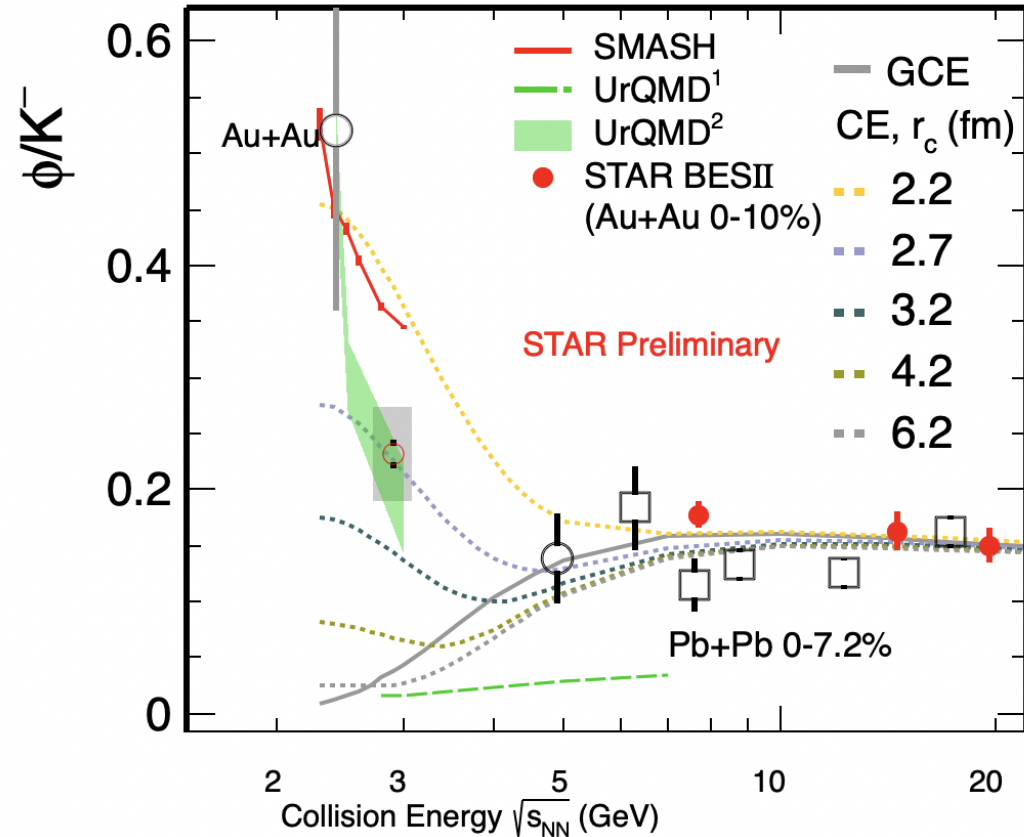 0.6
0.4
0.2
0
ϕ/K⁻
Au+Au
SMASH
UrQMD¹
UrQMD²
STAR BESII
(Au+Au 0-10%)
GCE
CE, r_c (fm)
2.2
2.7
3.2
4.2
6.2
STAR Preliminary
Pb+Pb 0-7.2%
2 3 5 10 20
Collision Energy √s_NN (GeV)